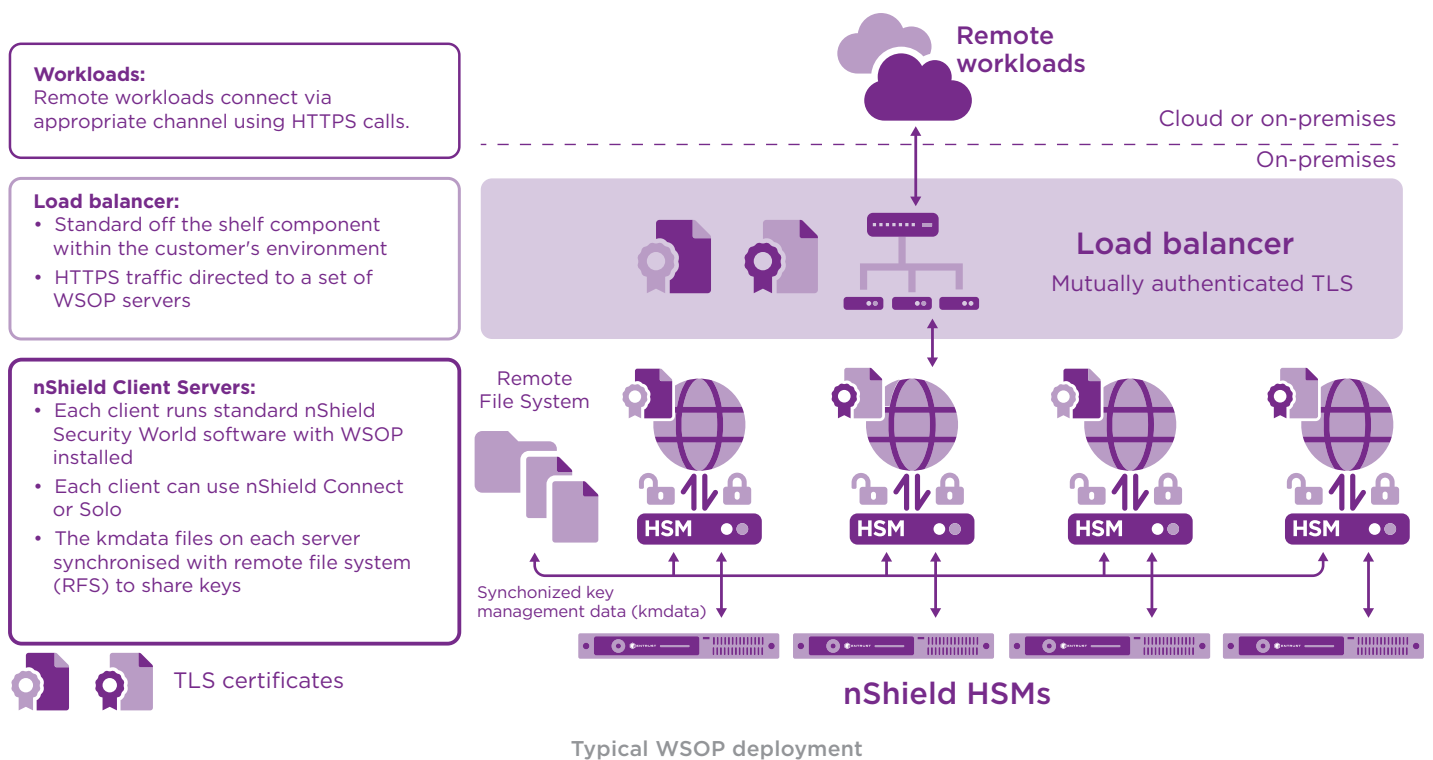 Workloads:
Remote workloads connect via
appropriate channel using HTTPS calls.
Load balancer:
• Standard off the shelf component
within the customer's environment
• HTTPS traffic directed to a set of
WSOP servers
nShield Client Servers:
• Each client runs standard nShield
Security World software with WSOP
installed
• Each client can use nShield Connect
or Solo
• The kmdata files on each server
synchronised with remote file system
(RFS) to share keys
TLS certificates
Remote
workloads
Cloud or on-premises
On-premises
Load balancer
Mutually authenticated TLS
Remote
File System
HSM
HSM
HSM
HSM
Synchonized key
management data (kmdata)
ENTRUST
ENTRUST
ENTRUST
ENTRUST
nShield HSMs
Typical WSOP deployment